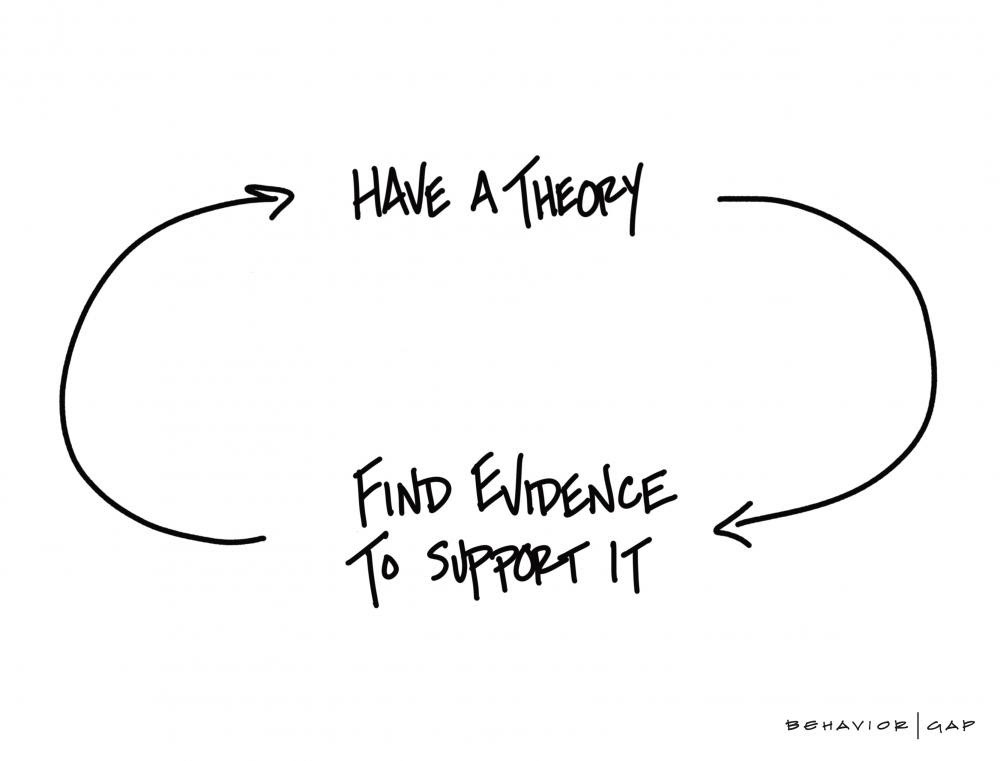 HAVE A THEORY
FIND EVIDENCE
TO SUPPORT IT
BEHAVIOR|GAP